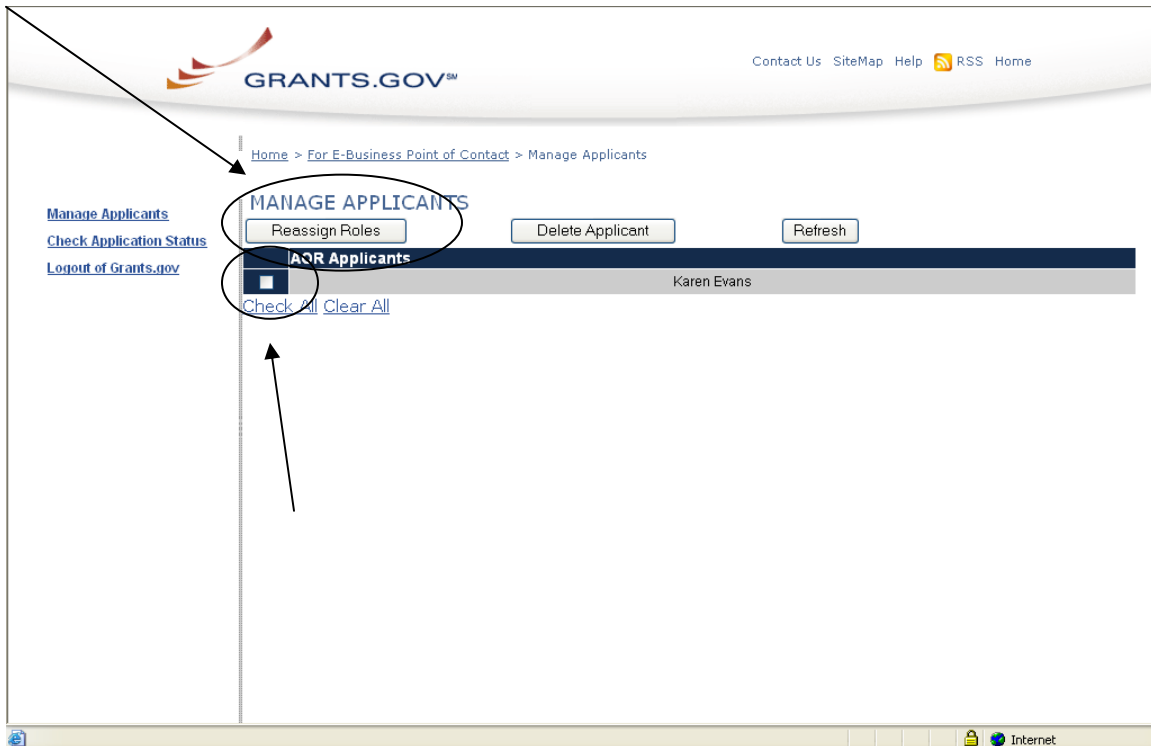 GRANTS.GOV℠
Contact Us SiteMap Help RSS Home
Home > For E-Business Point of Contact > Manage Applicants
Manage Applicants
Check Application Status
Logout of Grants.gov
MANAGE APPLICANTS
Reassign Roles Delete Applicant Refresh
AOR Applicants
Karen Evans
Check All Clear All
Internet